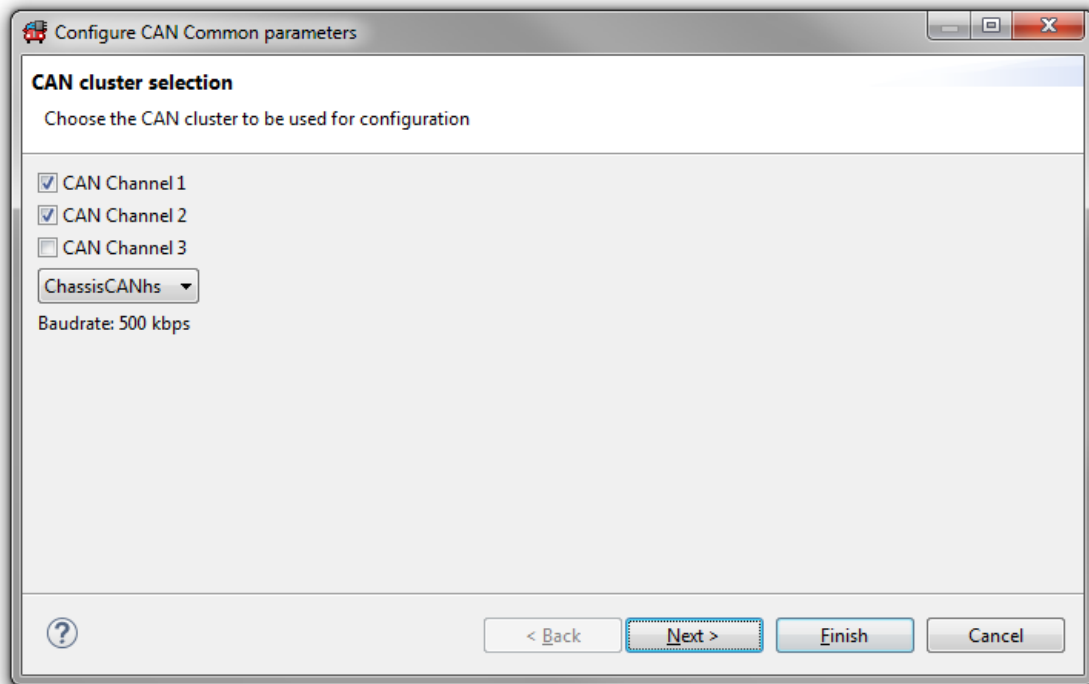 Configure CAN Common parameters
CAN cluster selection
Choose the CAN cluster to be used for configuration
CAN Channel 1
CAN Channel 2
CAN Channel 3
ChassisCANhs
Baudrate: 500 kbps
?
< Back
Next >
Finish
Cancel